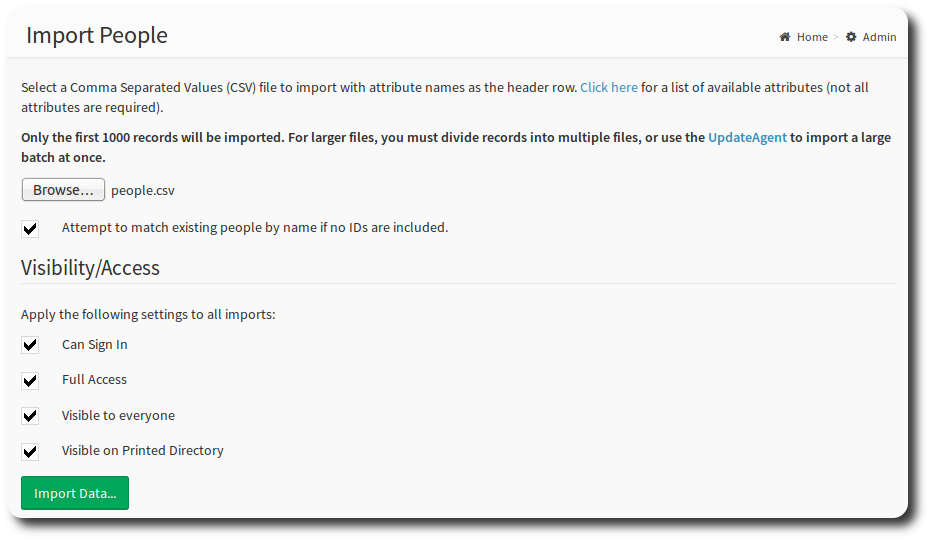 Import People
Home > Admin
Select a Comma Separated Values (CSV) file to import with attribute names as the header row. Click here for a list of available attributes (not all
attributes are required).
Only the first 1000 records will be imported. For larger files, you must divide records into multiple files, or use the UpdateAgent to import a large
batch at once.
Browse... people.csv
Attempt to match existing people by name if no IDs are included.
Visibility/Access
Apply the following settings to all imports:
Can Sign In
Full Access
Visible to everyone
Visible on Printed Directory
Import Data...